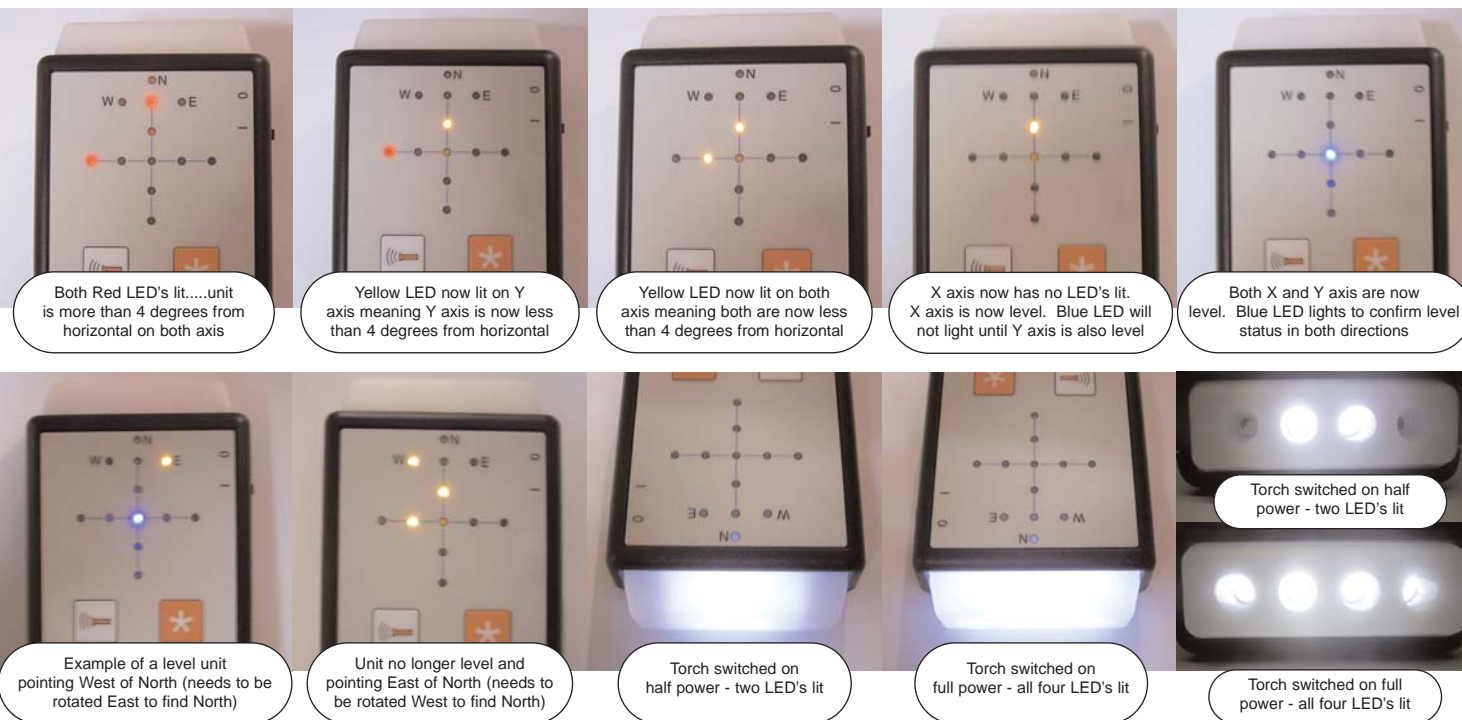 N
W E
O
I
Both Red LED's lit.....unit
is more than 4 degrees from
horizontal on both axis
N
W E
O
I
Yellow LED now lit on Y
axis meaning Y axis is now less
than 4 degrees from horizontal
N
W E
O
I
Yellow LED now lit on both
axis meaning both are now less
than 4 degrees from horizontal
N
W E
O
I
X axis now has no LED's lit.
X axis is now level. Blue LED will
not light until Y axis is also level
N
W E
O
I
Both X and Y axis are now
level. Blue LED lights to confirm level
status in both directions
N
W E
O
I
Example of a level unit
pointing West of North (needs to be
rotated East to find North)
N
W E
O
I
Unit no longer level and
pointing East of North (needs to
be rotated West to find North)
I
O
E W
N
Torch switched on
half power - two LED's lit
I
O
E W
N
Torch switched on
full power - all four LED's lit
Torch switched on half
power - two LED's lit
Torch switched on full
power - all four LED's lit